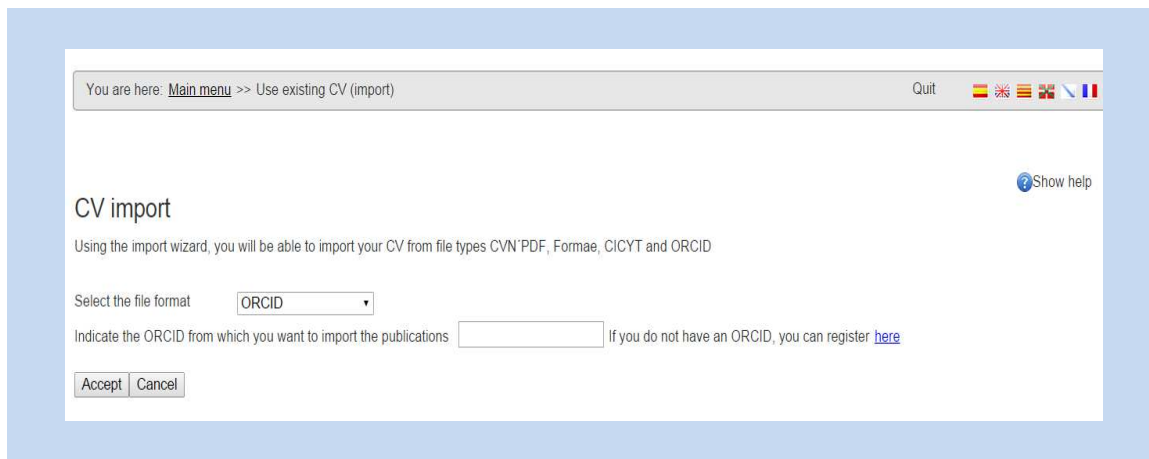 You are here: Main menu >> Use existing CV (import) Quit
Show help
CV import
Using the import wizard, you will be able to import your CV from file types CVN´PDF, Formae, CICYT and ORCID
Select the file format ORCID
Indicate the ORCID from which you want to import the publications If you do not have an ORCID, you can register here
Accept Cancel